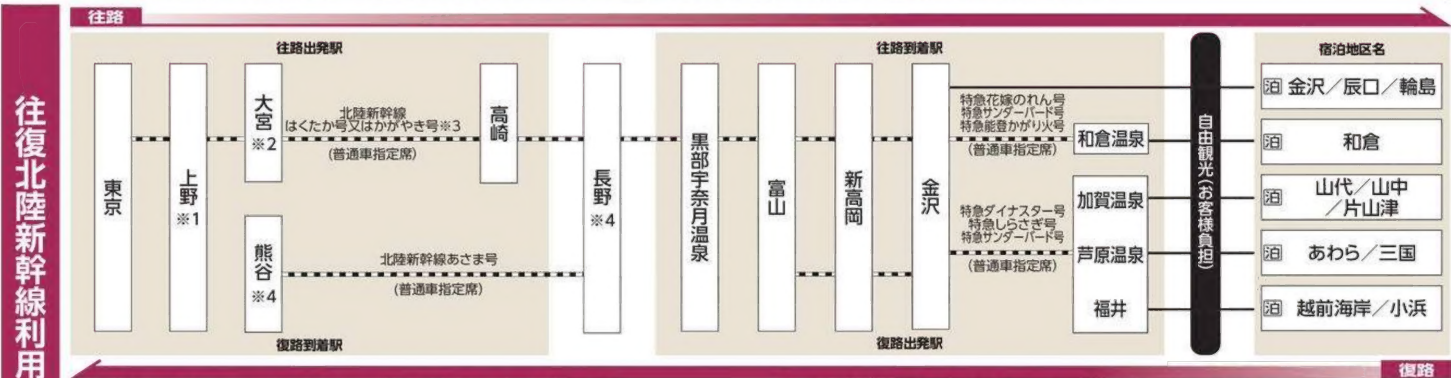 往路
往復北陸新幹線利用
往路出発駅
往路到着駅
宿泊地区名
東京
上野
※1
大宮
※2
北陸新幹線
はくたか号又はかがやき号※3
(普通車指定席)
高崎
熊谷
※4
北陸新幹線あさま号
(普通車指定席)
長野
※4
黒部宇奈月温泉
富山
新高岡
金沢
特急花嫁のれん号
特急サンダーバード号
特急能登かがり火号
(普通車指定席)
和倉温泉
特急ダイナスター号
特急しらさぎ号
特急サンダーバード号
(普通車指定席)
加賀温泉
芦原温泉
福井
自由観光(お客様負担)
泊 金沢/辰口/輪島
泊 和倉
泊 山代/山中
/片山津
泊 あわら/三国
泊 越前海岸/小浜
復路到着駅
復路出発駅
復路